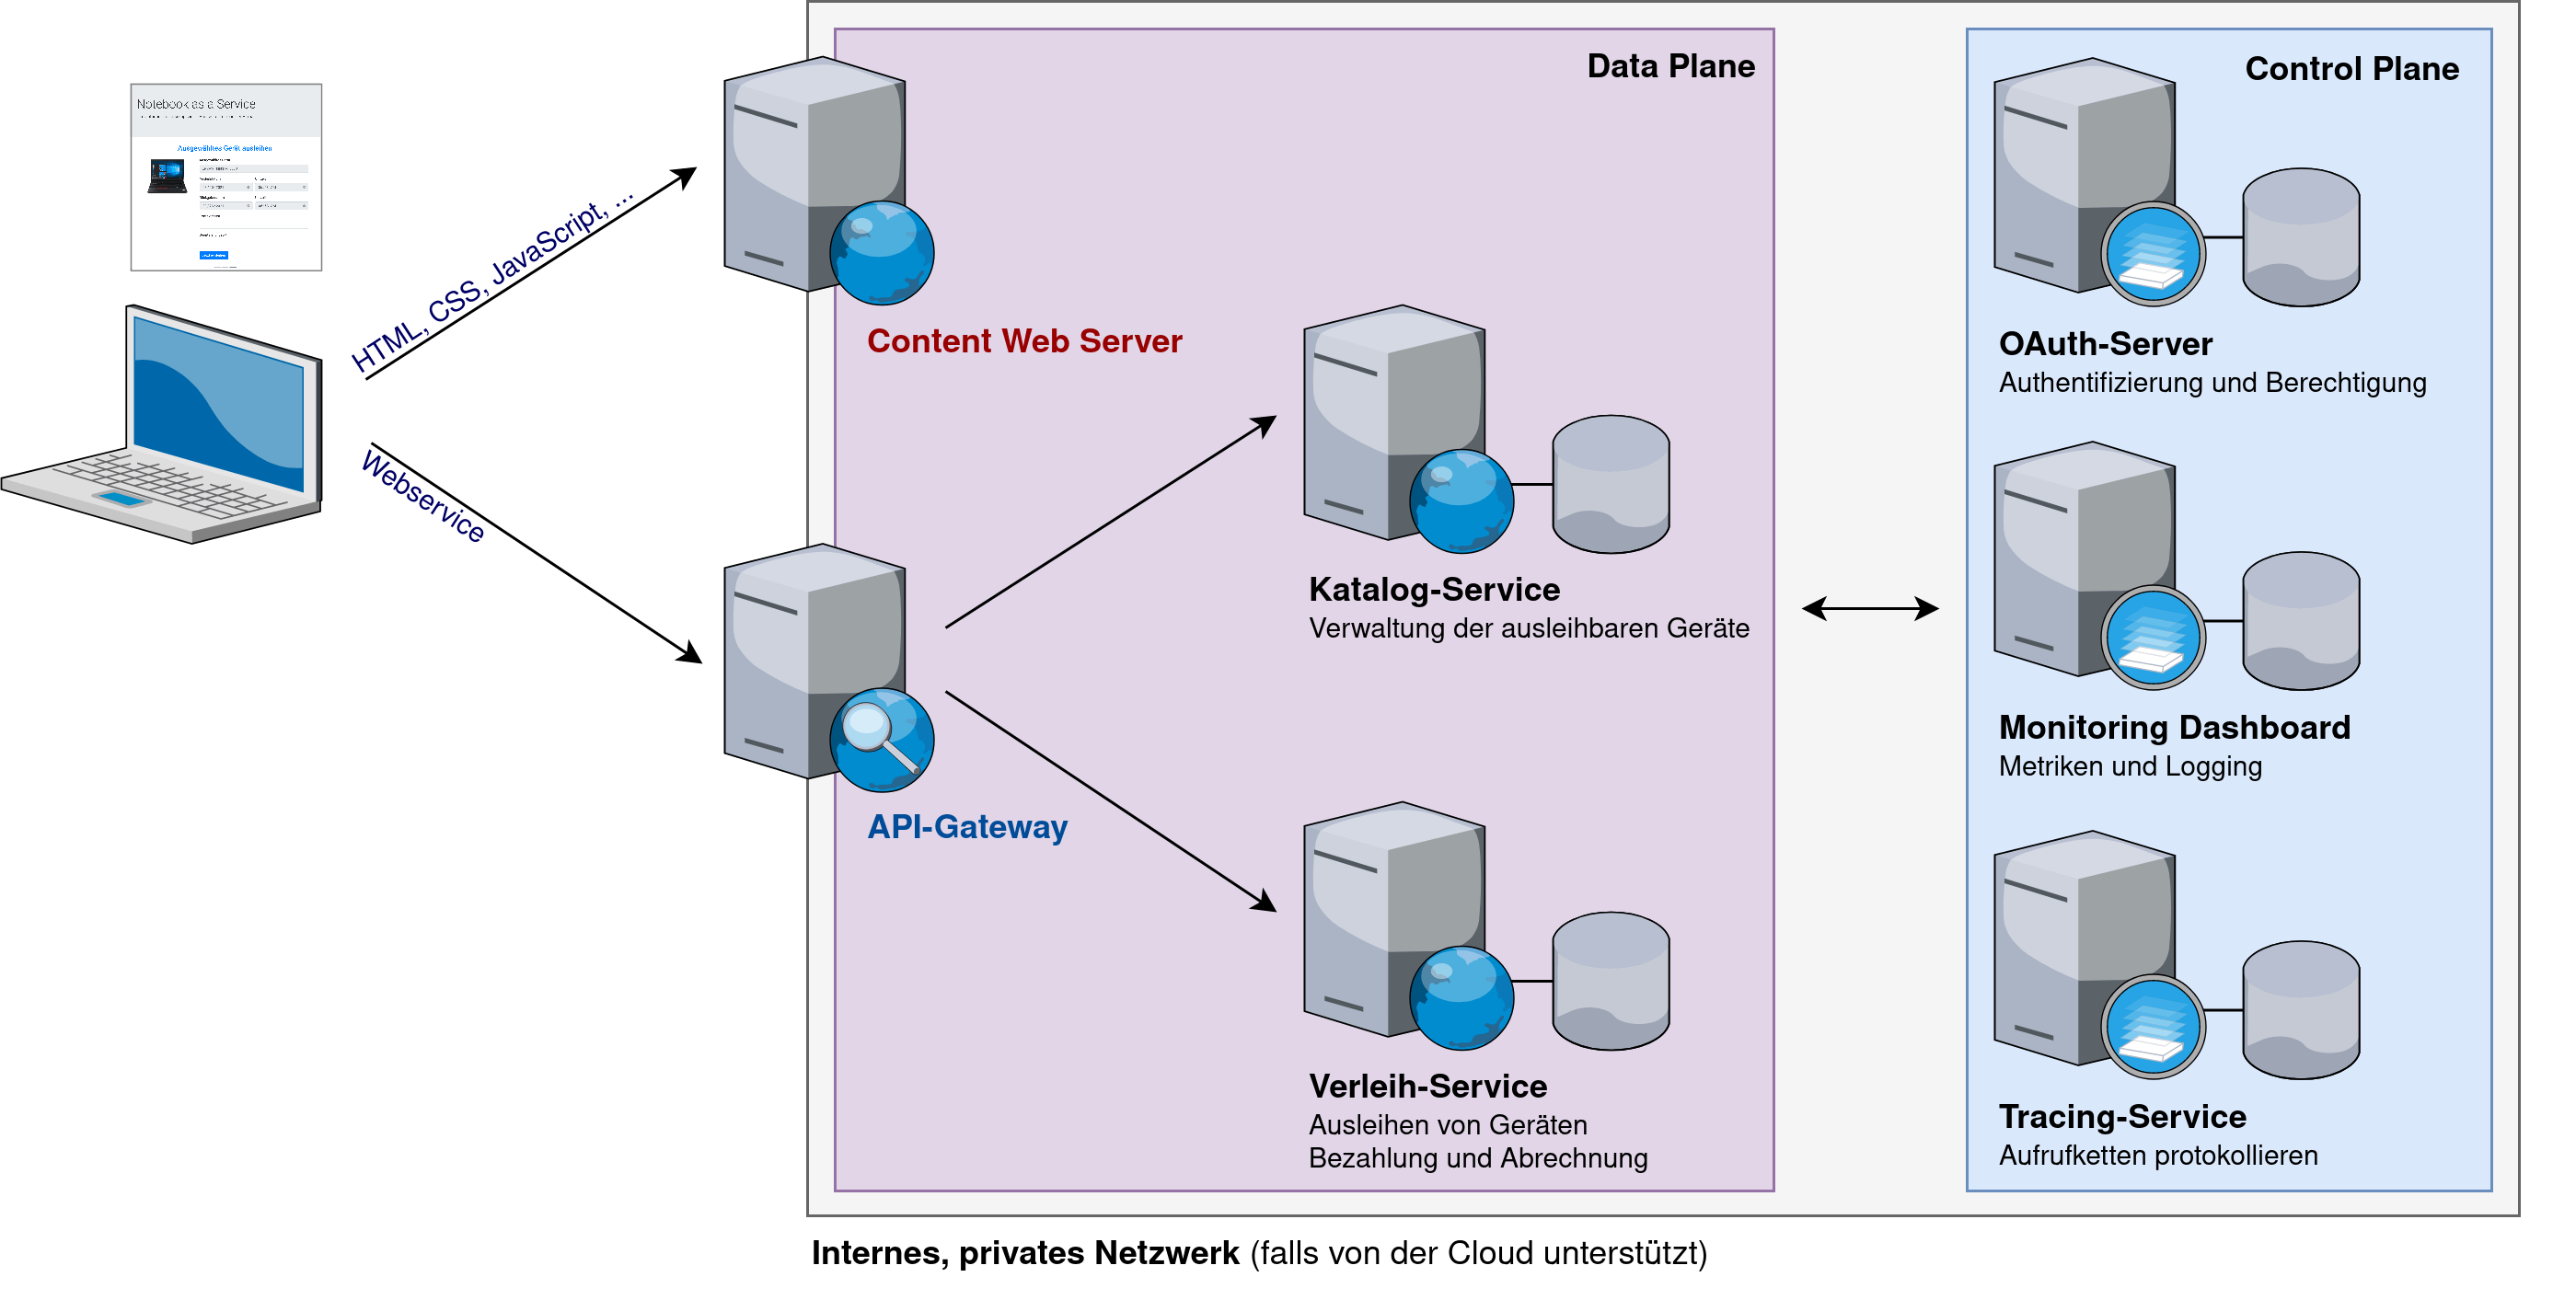 Notebook as a Service
Ausgewähltes Gerät ausleihen
HTML, CSS, JavaScript, ...
Webservice
Data Plane
Content Web Server
Katalog-Service
Verwaltung der ausleihbaren Geräte
API-Gateway
Verleih-Service
Ausleihen von Geräten
Bezahlung und Abrechnung
Control Plane
OAuth-Server
Authentifizierung und Berechtigung
Monitoring Dashboard
Metriken und Logging
Tracing-Service
Aufrufketten protokollieren
Internes, privates Netzwerk (falls von der Cloud unterstützt)